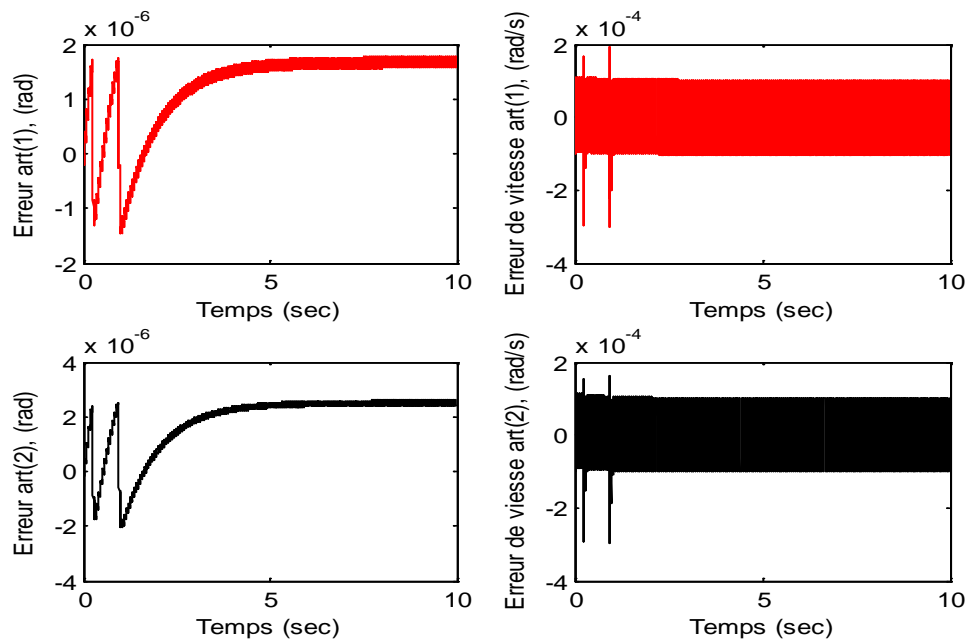 x 10^-6
Erreur art(1), (rad)
2
1
0
-1
-2
0 5 10
Temps (sec)
x 10^-4
Erreur de vitesse art(1), (rad/s)
2
0
-2
-4
0 5 10
Temps (sec)
x 10^-6
Erreur art(2), (rad)
4
2
0
-2
-4
0 5 10
Temps (sec)
x 10^-4
Erreur de viesse art(2), (rad/s)
2
0
-2
-4
0 5 10
Temps (sec)